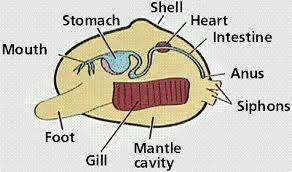 Shell
Stomach
Heart
Intestine
Mouth
Anus
Siphons
Foot
Gill
Mantle
cavity